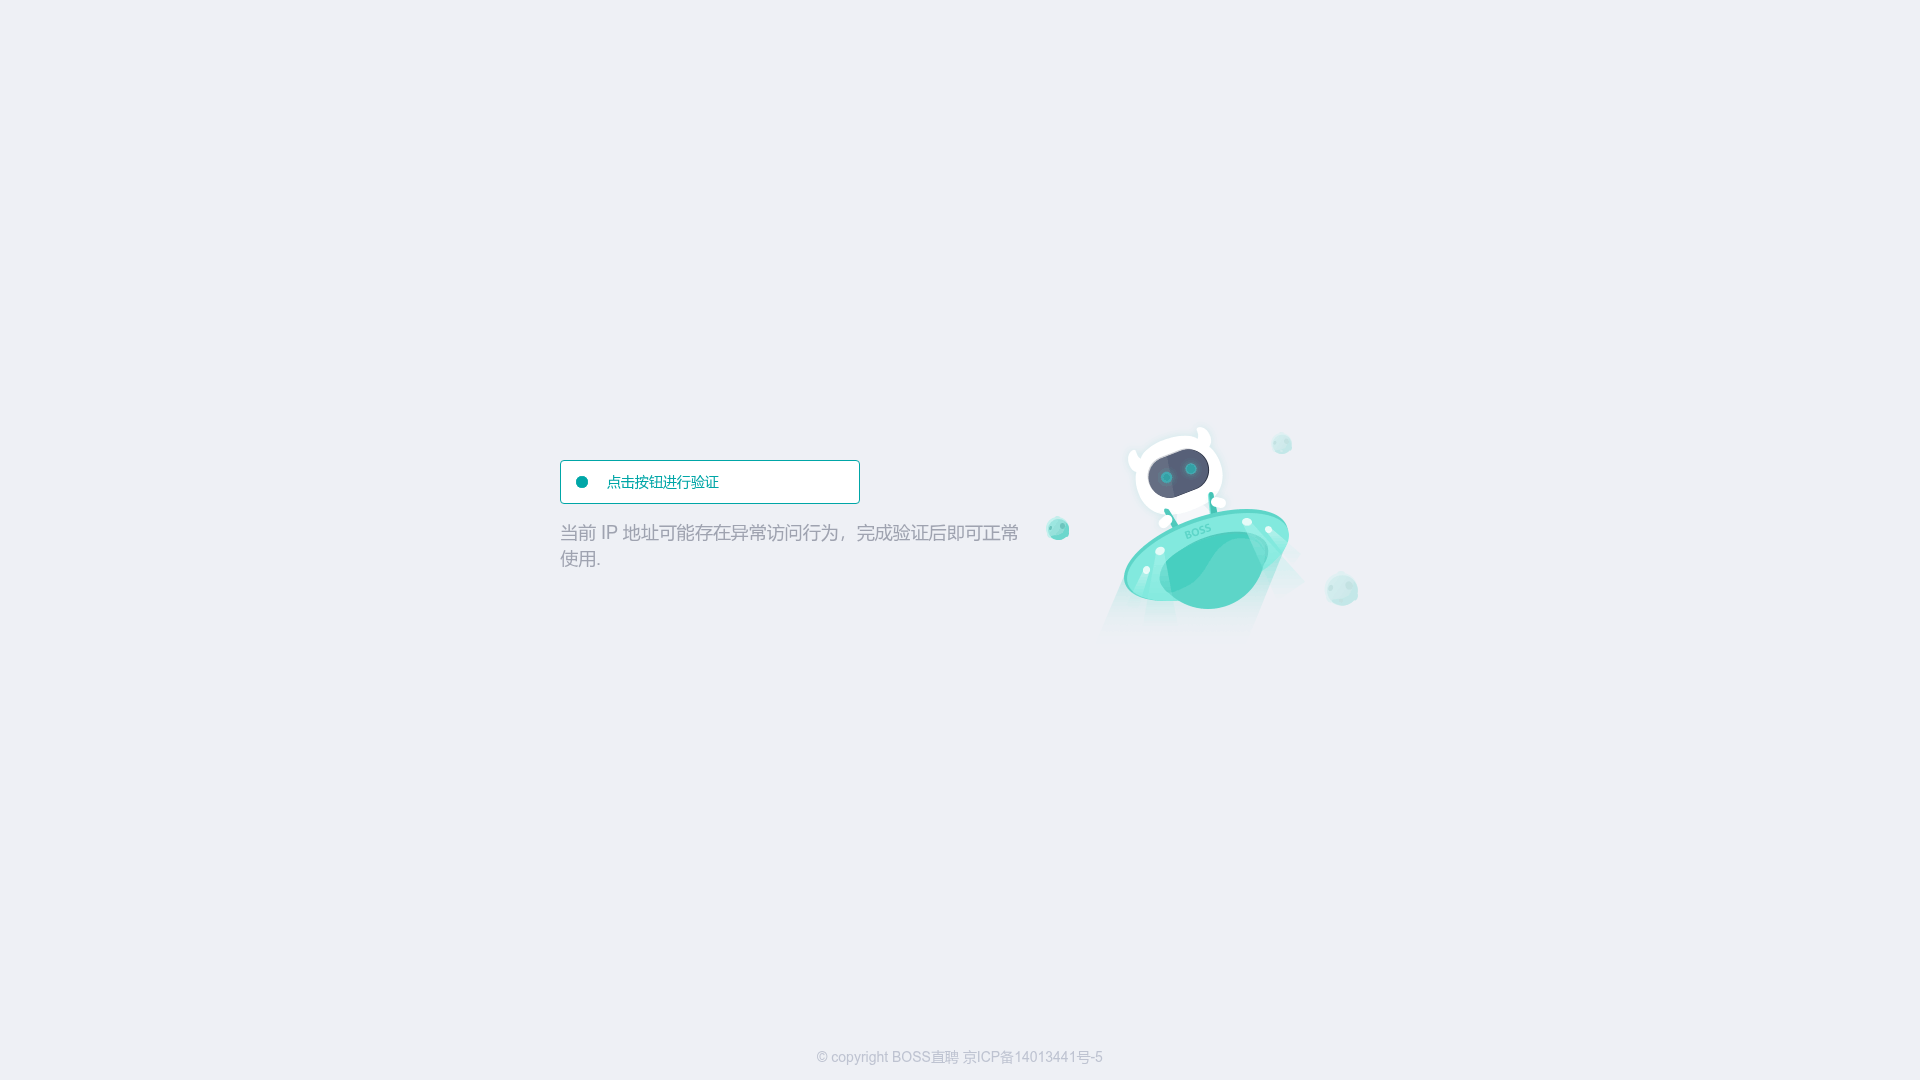 点击按钮进行验证
当前 IP 地址可能存在异常访问行为，完成验证后即可正常
使用.
BOSS
© copyright BOSS直聘 京ICP备14013441号-5